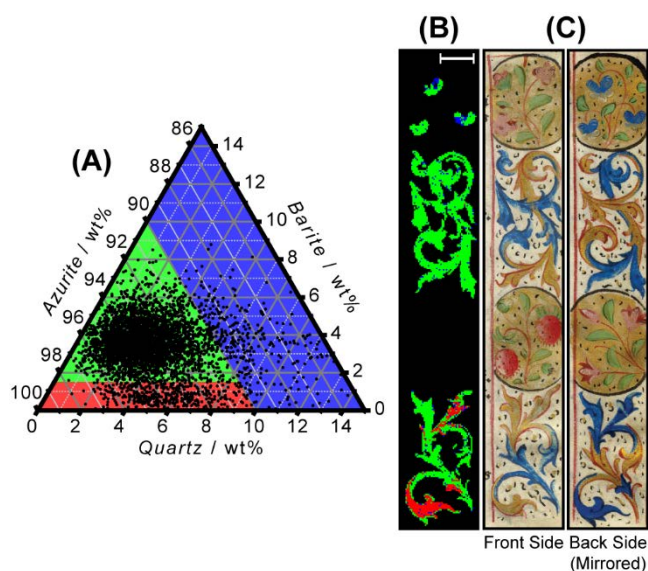 (B)
(C)
(A)
Azurite / wt%
86
88
90
92
94
96
98
100
Barite / wt%
14
12
10
8
6
4
2
0
0
2
4
6
8
10
12
14
Quartz / wt%
Front Side
Back Side
(Mirrored)